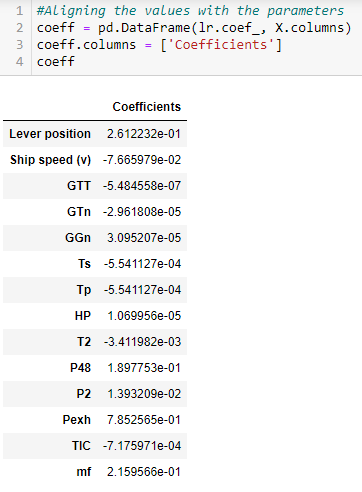 1 #Aligning the values with the parameters
2 coeff = pd.DataFrame(lr.coef_, X.columns)
3 coeff.columns = ['Coefficients']
4 coeff
Coefficients
Lever position 2.612232e-01
Ship speed (v) -7.665979e-02
GTT -5.484558e-07
GTn -2.961808e-05
GGn 3.095207e-05
Ts -5.541127e-04
Tp -5.541127e-04
HP 1.069956e-05
T2 -3.411982e-03
P48 1.897753e-01
P2 1.393209e-02
Pexh 7.852565e-01
TIC -7.175971e-04
mf 2.159566e-01